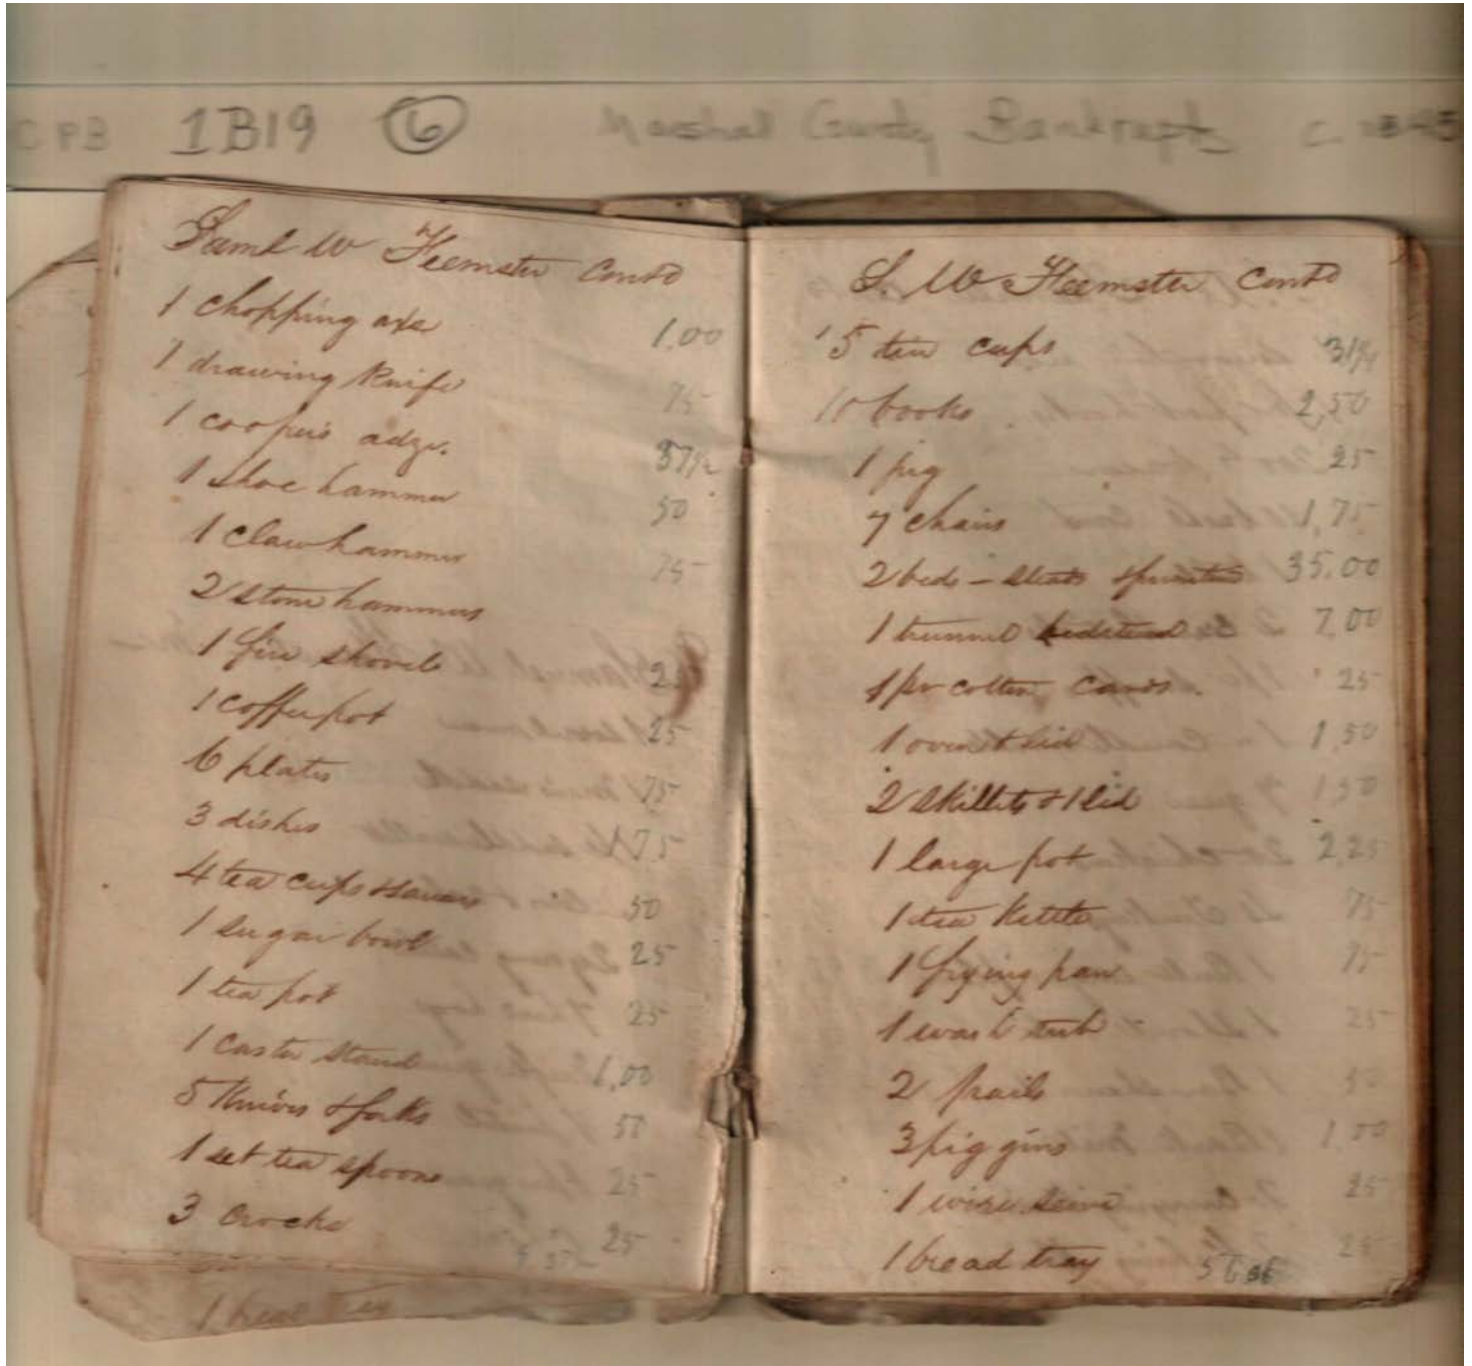 1B19 6 Marshal County Bankrupts
Saml W Heemster Contd
1 chopping axe 1.00
1 drawing Knife 75
1 coopers adze. 37½
1 shoe hammer 50
1 claw hammer 75
2 stone hammers
1 fire shovel
1 coffee pot 25
6 plates 75
3 dishes 75
4 tea cups & saucers 50
1 sugar bowl 25
1 tea pot 25
1 caster stand 1,00
5 Knives & forks 50
1 set tea spoons 25
3 crocks 25
S. W Heemster Contd
5 tin cups 31¼
10 books 2,50
1 pig 25
7 chairs 1,75
2 beds - steads & furniture 35.00
1 trunnel bedstead 7.00
1 pr cotton cards. 25
1 oven & lid 1,50
2 skillets & 1 lid 1 50
1 large pot 2,25
1 tea Kettle 75
1 frying pan 75
1 wash tub 25
2 pails 50
3 piggins 1.00
1 wire seive 25
1 bread tray 25